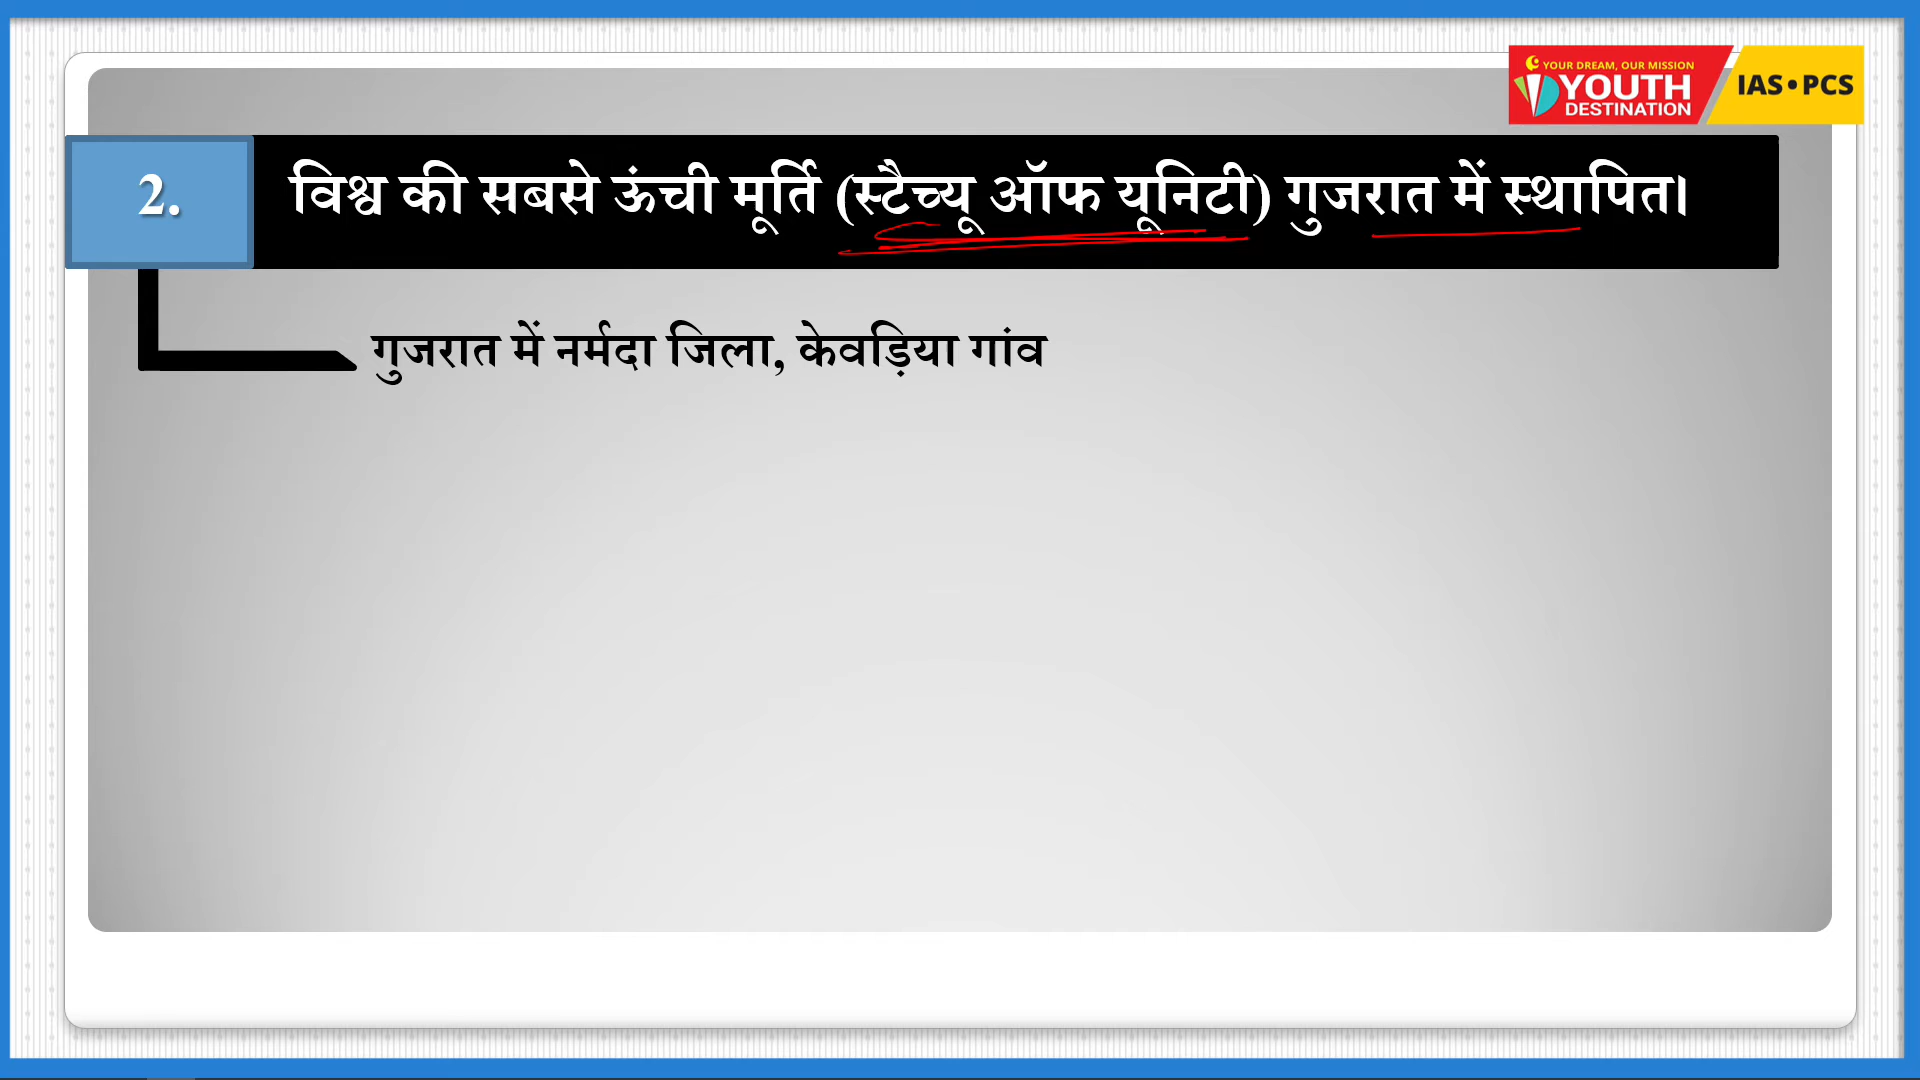 YOUR DREAM, OUR MISSION
YOUTH
DESTINATION
IAS•PCS
2.
विश्व की सबसे ऊंची मूर्ति (स्टैच्यू ऑफ यूनिटी) गुजरात में स्थापित।
गुजरात में नर्मदा जिला, केवड़िया गांव